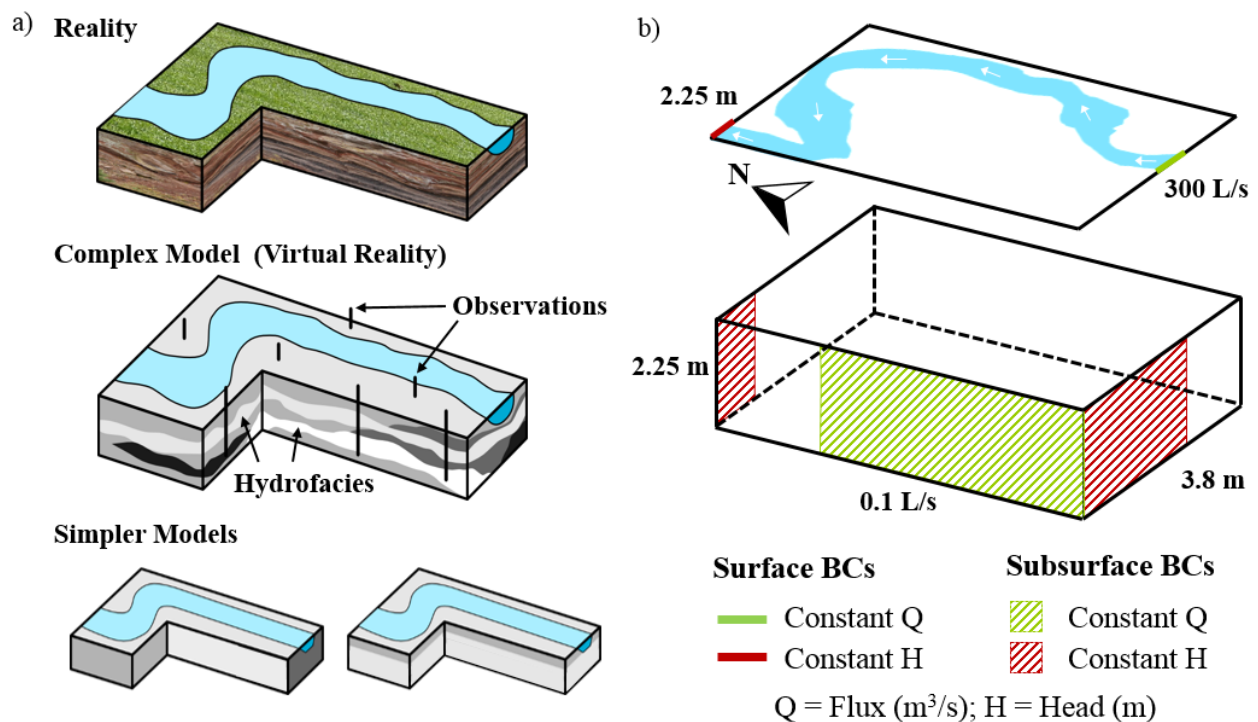 a)
Reality
Complex Model (Virtual Reality)
Observations
Hydrofacies
Simpler Models
b)
2.25 m
N
300 L/s
2.25 m
3.8 m
0.1 L/s
Surface BCs
Constant Q
Constant H
Subsurface BCs
Constant Q
Constant H
Q = Flux (m³/s); H = Head (m)